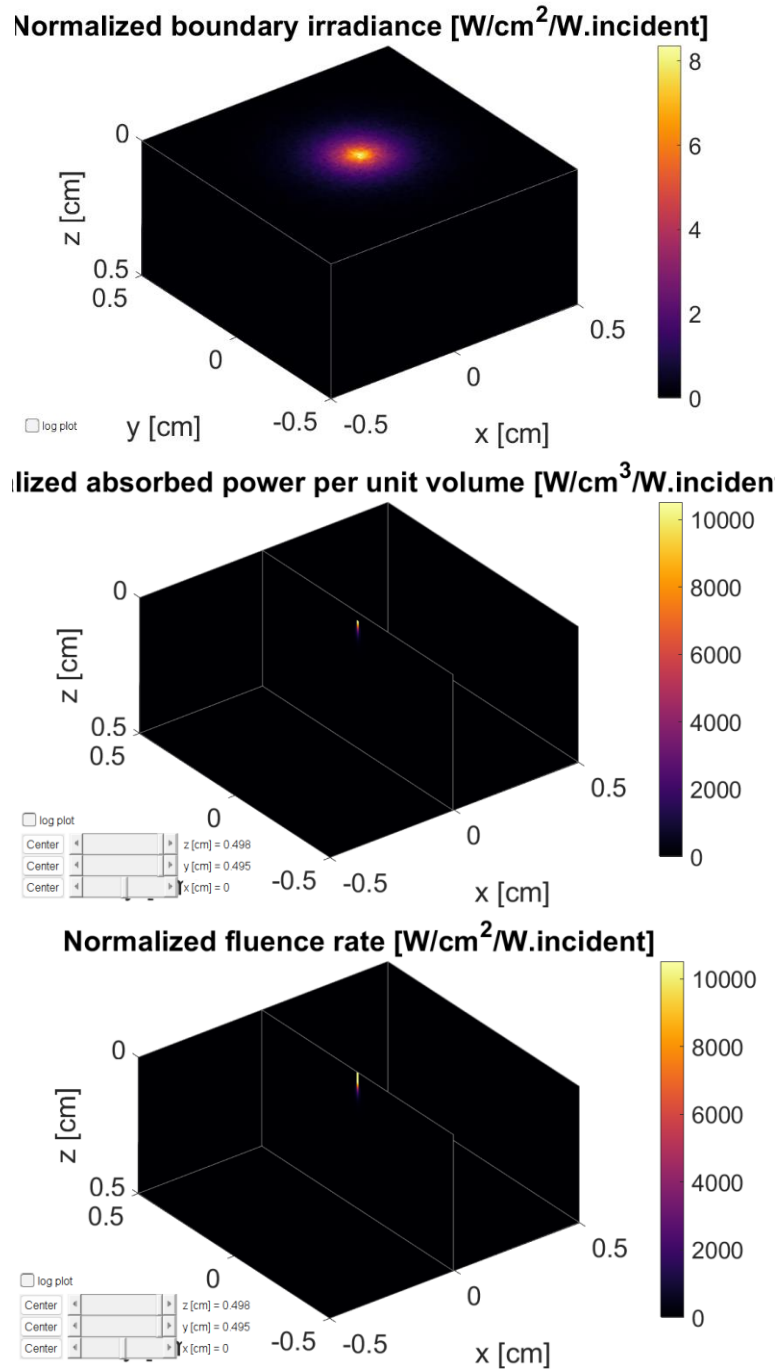 Normalized boundary irradiance [W/cm2/W.incident]
8
6
4
2
0
0
z [cm]
0.5
0.5
0
y [cm]
-0.5
-0.5
0
0.5
x [cm]
log plot
lized absorbed power per unit volume [W/cm3/W.inciden
10000
8000
6000
4000
2000
0
0
z [cm]
0.5
0.5
0
-0.5
-0.5
0
0.5
x [cm]
log plot
Center z [cm] = 0.498
Center y [cm] = 0.495
Center x [cm] = 0
Normalized fluence rate [W/cm2/W.incident]
10000
8000
6000
4000
2000
0
0
z [cm]
0.5
0.5
0
-0.5
-0.5
0
0.5
x [cm]
log plot
Center z [cm] = 0.498
Center y [cm] = 0.495
Center x [cm] = 0